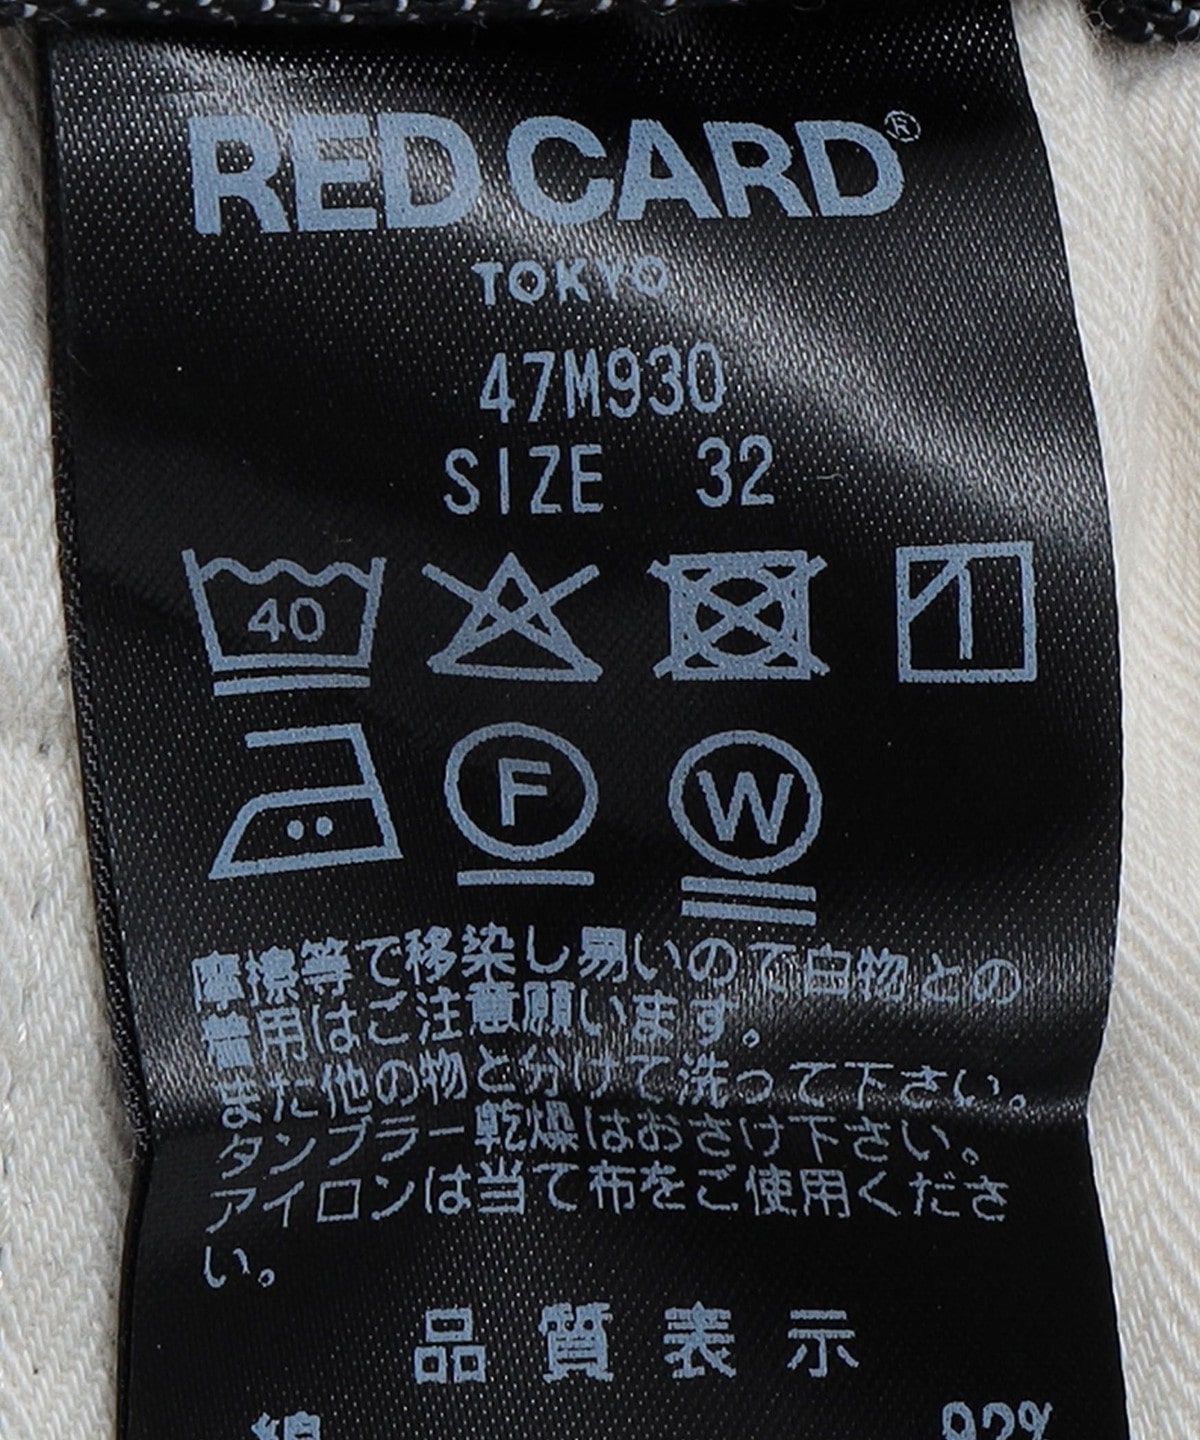 RED CARD®
TOKYO
47M930
SIZE 32
40
F W
摩擦等で移染し易いので白物との
着用はご注意願います。
また他の物と分けて洗って下さい。
タンブラー乾燥はおさけ下さい。
アイロンは当て布をご使用くださ
い。
品質表示
綿 92%